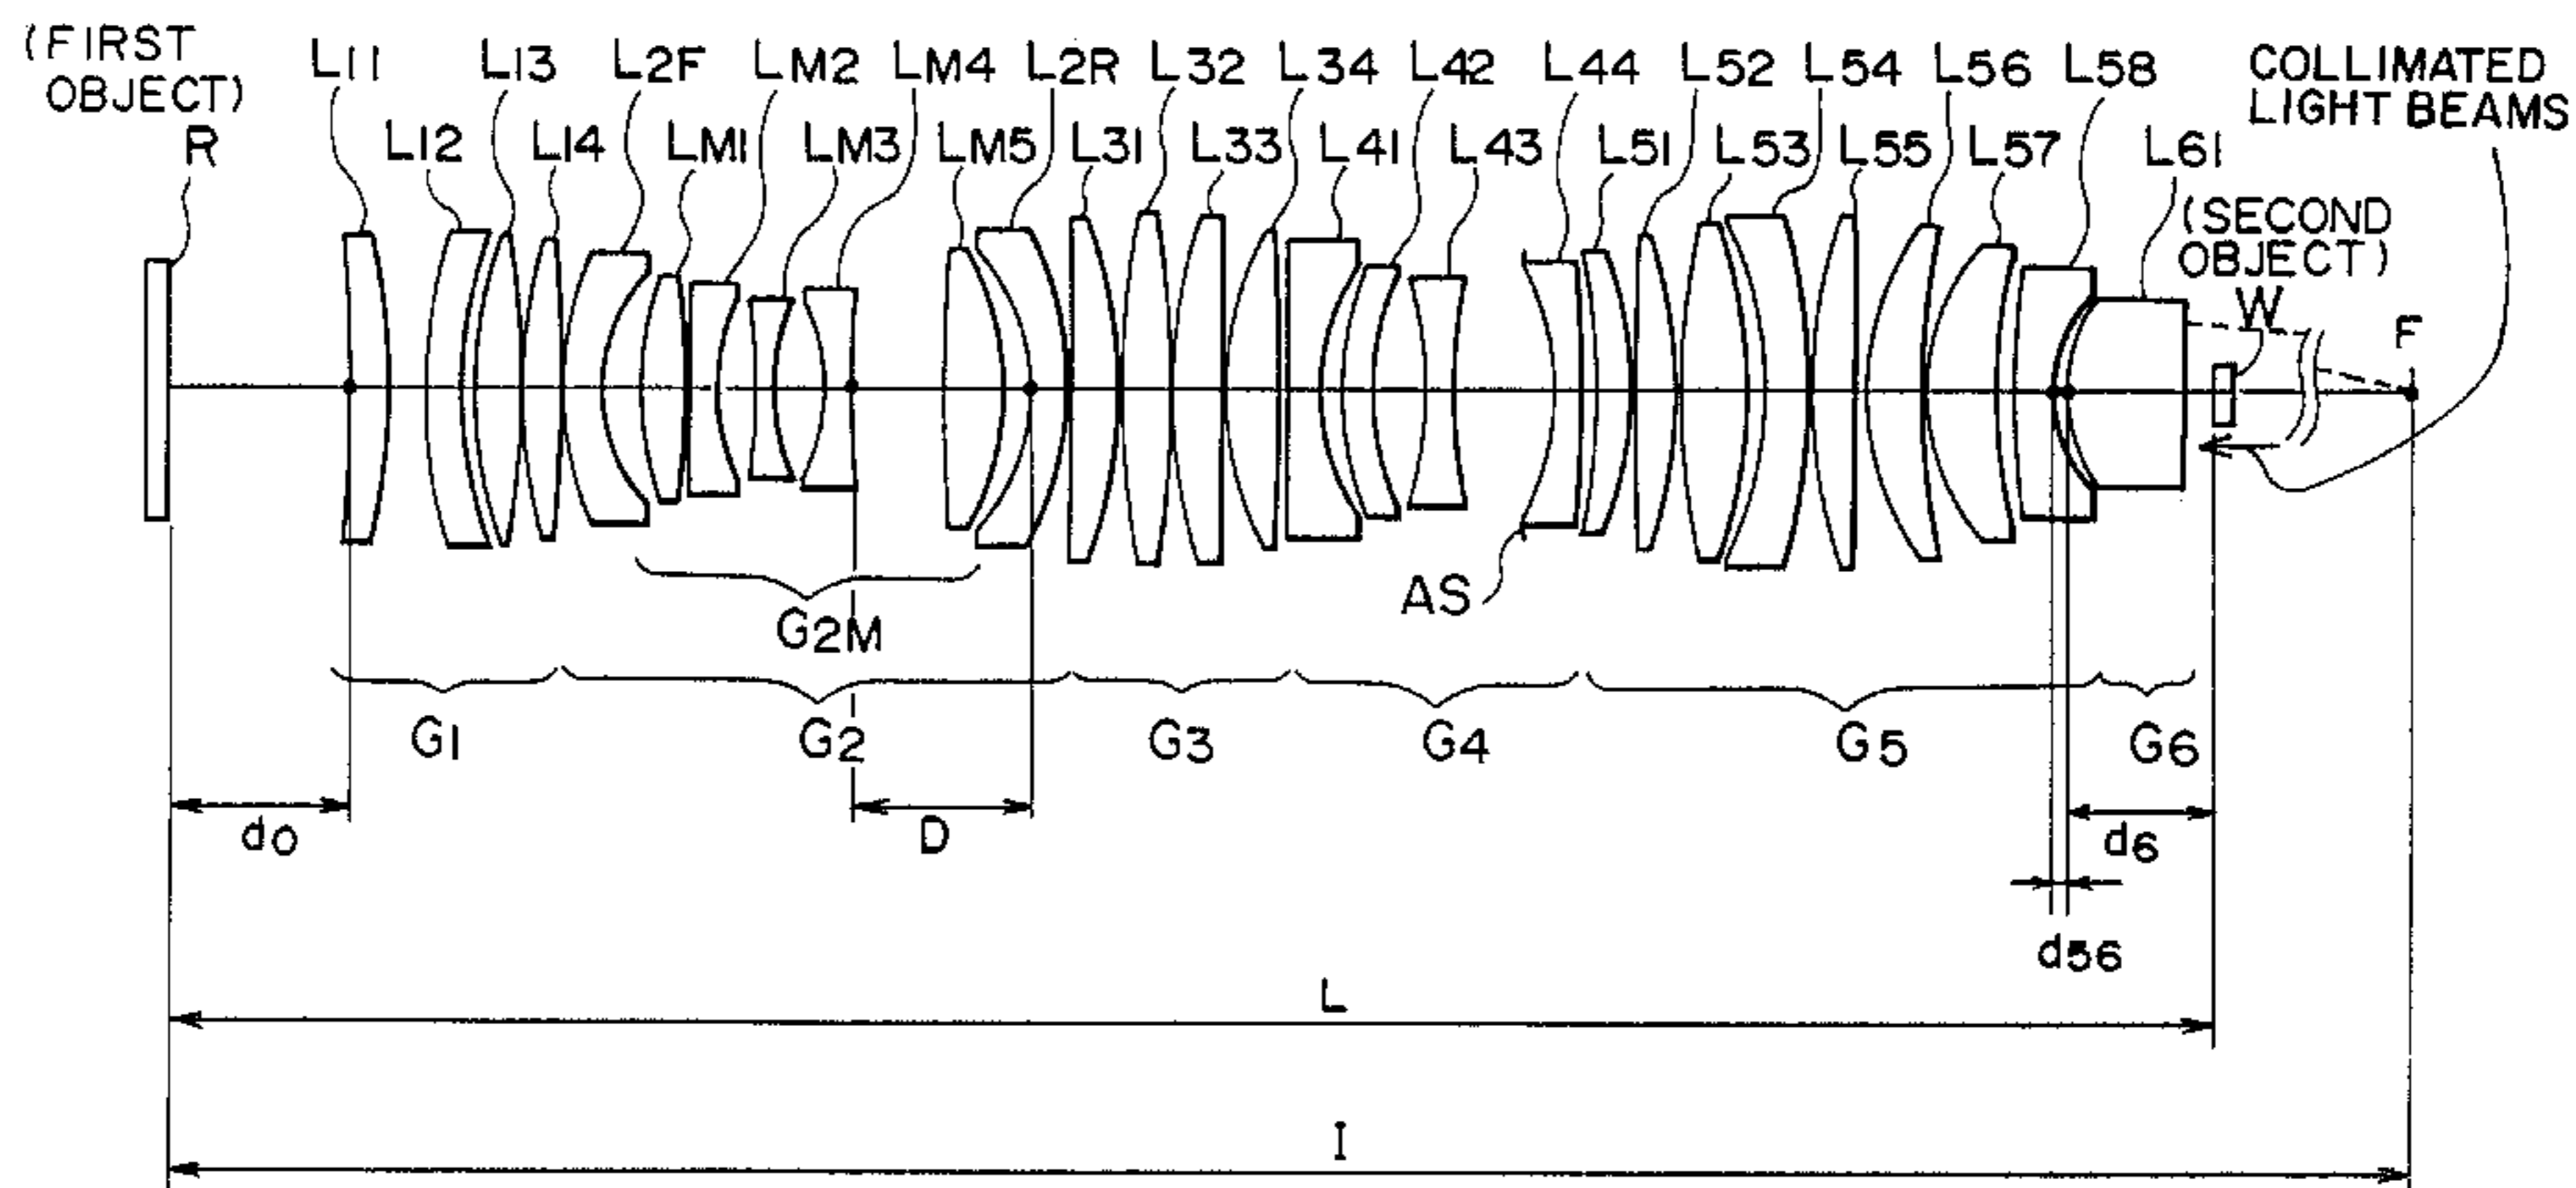 (FIRST
OBJECT)
R
L11 L13 L2F LM2 LM4 L2R L32 L34 L42 L44 L52 L54 L56 L58
L12 L14 LM1 LM3 LM5 L31 L33 L41 L43 L51 L53 L55 L57 L61
COLLIMATED
LIGHT BEAMS
(SECOND
OBJECT)
W
F
AS
G2M
G1 G2 G3 G4 G5 G6
d0 D d6
d56
L
I